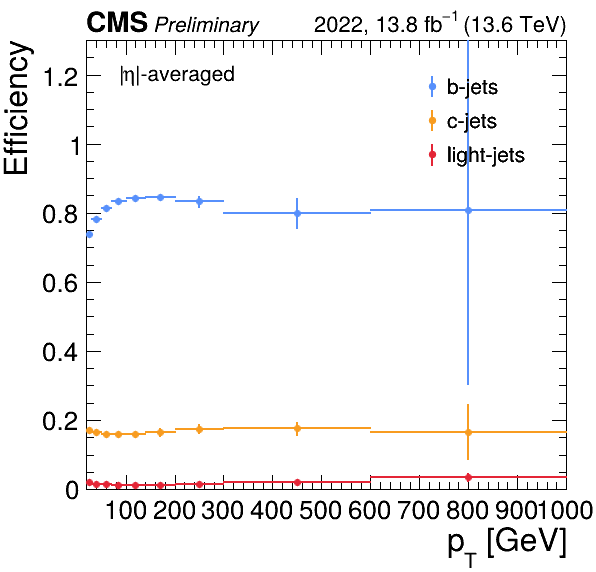 CMS Preliminary 2022, 13.8 fb⁻¹ (13.6 TeV)
|η|-averaged
b-jets
c-jets
light-jets
Efficiency
1.2
1
0.8
0.6
0.4
0.2
0
100 200 300 400 500 600 700 800 900 1000
p_T [GeV]